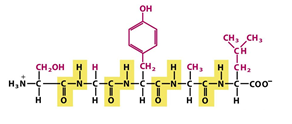 OH
CH₃ CH₃
CH
CH₂OH H H H CH₂ H CH₃ H CH₂
H₃N⁺ C C N C C N C C N C C N C COO⁻
H O H O H O H O H